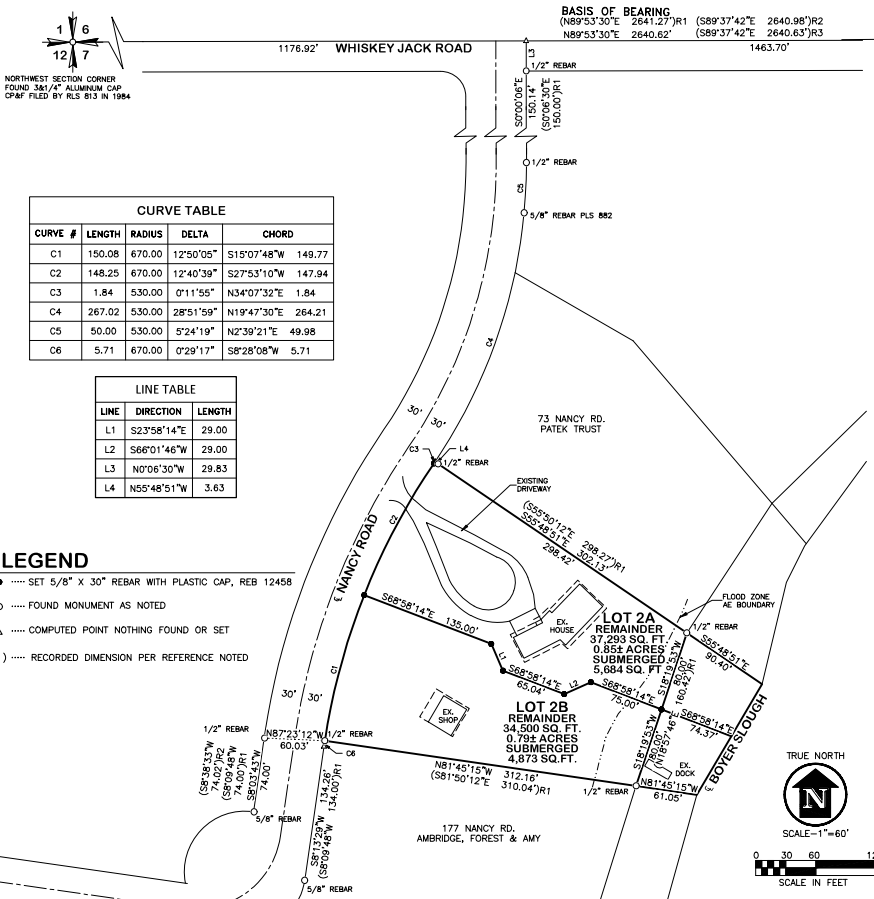 BASIS OF BEARING
(N89°53'30"E 2641.27')R1 (S89°37'42"E 2640.98')R2
N89°53'30"E 2640.62' (S89°37'42"E 2640.63')R3
1 6
12 7
1176.92' WHISKEY JACK ROAD 1463.70'
NORTHWEST SECTION CORNER
FOUND 3&1/4" ALUMINUM CAP
CP&F FILED BY RLS 813 IN 1984
L3
1/2" REBAR
S0°00'06"E
150.14'
(S0°06'30"E
150.00')R1
1/2" REBAR
C5
5/8" REBAR PLS 882
CURVE TABLE
CURVE # LENGTH RADIUS DELTA CHORD
C1 150.08 670.00 12°50'05" S15°07'48"W 149.77
C2 148.25 670.00 12°40'39" S27°53'10"W 147.94
C3 1.84 530.00 0°11'55" N34°07'32"E 1.84
C4 267.02 530.00 28°51'59" N19°47'30"E 264.21
C5 50.00 530.00 5°24'19" N2°39'21"E 49.98
C6 5.71 670.00 0°29'17" S8°28'08"W 5.71
LINE TABLE
LINE DIRECTION LENGTH
L1 S23°58'14"E 29.00
L2 S66°01'46"W 29.00
L3 N0°06'30"W 29.83
L4 N55°48'51"W 3.63
C4
30'
30'
73 NANCY RD.
PATEK TRUST
C3
L4
1/2" REBAR
EXISTING
DRIVEWAY
(S55°50'12"E 298.27')R1
S55°48'51"E 302.13'
298.42'
C2
NANCY ROAD
LEGEND
SET 5/8" X 30" REBAR WITH PLASTIC CAP, REB 12458
FOUND MONUMENT AS NOTED
COMPUTED POINT NOTHING FOUND OR SET
) RECORDED DIMENSION PER REFERENCE NOTED
S68°58'14"E
135.00'
FLOOD ZONE
AE BOUNDARY
EX.
HOUSE
LOT 2A
REMAINDER
37,293 SQ. FT.
0.85± ACRES
SUBMERGED
5,684 SQ. FT
1/2" REBAR
S55°48'51"E
90.40'
S18°19'53"W
80.00'
160.42')R1
L1
S68°58'14"E
65.04'
L2
S68°58'14"E
75.00'
S68°58'14"E
74.37'
C1
LOT 2B
REMAINDER
34,500 SQ. FT.
0.79± ACRES
SUBMERGED
4,873 SQ.FT.
EX.
SHOP
S18°19'53"W
80.00'
(N18°57'46"E
BOYER SLOUGH
EX.
DOCK
30'
30'
1/2" REBAR
N87°23'12"W
60.03'
1/2" REBAR
C6
N81°45'15"W 312.16'
(S81°50'12"E 310.04')R1
1/2" REBAR
N81°45'15"W
61.05'
(S8°38'33"W
74.02')R2
(S8°09'48"W
74.00')R1
S8°03'43"W
74.00'
5/8" REBAR
S8°13'29"W 134.26'
(S8°09'48"W 134.00')R1
5/8" REBAR
177 NANCY RD.
AMBRIDGE, FOREST & AMY
TRUE NORTH
N
SCALE-1"=60'
0 30 60 12
SCALE IN FEET